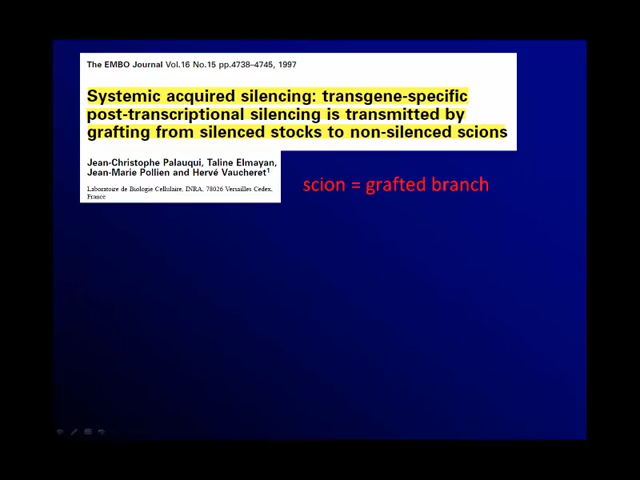 The EMBO Journal Vol.16 No.15 pp.4738–4745, 1997
Systemic acquired silencing: transgene-specific
post-transcriptional silencing is transmitted by
grafting from silenced stocks to non-silenced scions
Jean-Christophe Palauqui, Taline Elmayan,
Jean-Marie Pollien and Hervé Vaucheret¹
Laboratoire de Biologie Cellulaire, INRA, 78026 Versailles Cedex,
France
scion = grafted branch